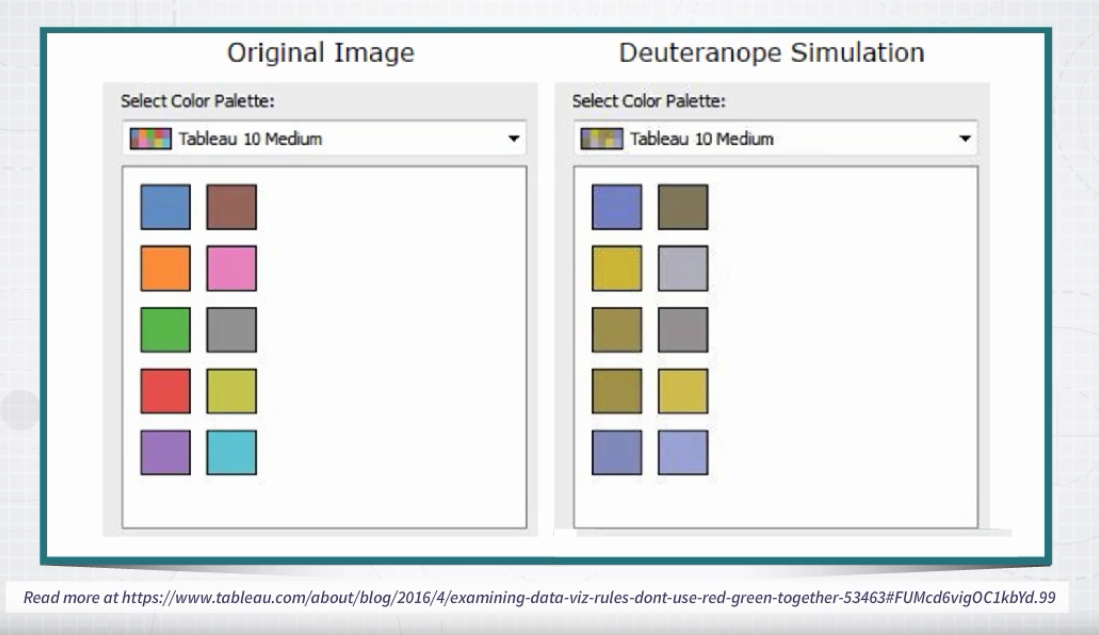 Original Image
Deuteranope Simulation
Select Color Palette:
Tableau 10 Medium
Select Color Palette:
Tableau 10 Medium
Read more at https://www.tableau.com/about/blog/2016/4/examining-data-viz-rules-dont-use-red-green-together-53463#FUMcd6vigOC1kbYd.99